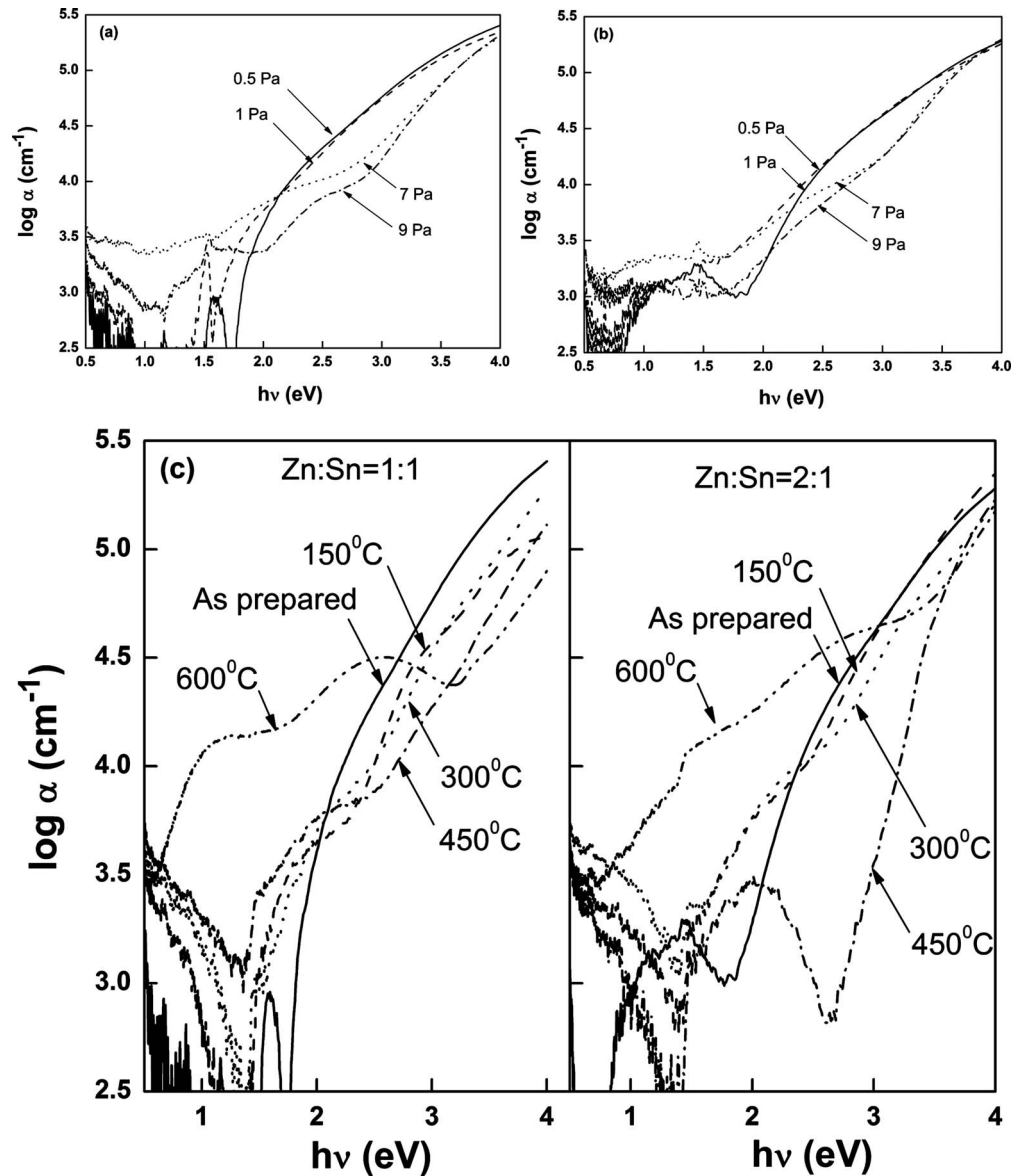 (a)
5.5
5.0
4.5
4.0
3.5
3.0
2.5
log α (cm⁻¹)
0.5 Pa
1 Pa
7 Pa
9 Pa
0.5 1.0 1.5 2.0 2.5 3.0 3.5 4.0
hν (eV)
(b)
5.5
5.0
4.5
4.0
3.5
3.0
2.5
log α (cm⁻¹)
0.5 Pa
1 Pa
7 Pa
9 Pa
0.5 1.0 1.5 2.0 2.5 3.0 3.5 4.0
hν (eV)
(c)
5.5
5.0
4.5
4.0
3.5
3.0
2.5
log α (cm⁻¹)
Zn:Sn=1:1
150⁰C
As prepared
600⁰C
300⁰C
450⁰C
1 2 3 4
hν (eV)
Zn:Sn=2:1
150⁰C
As prepared
600⁰C
300⁰C
450⁰C
1 2 3 4
hν (eV)